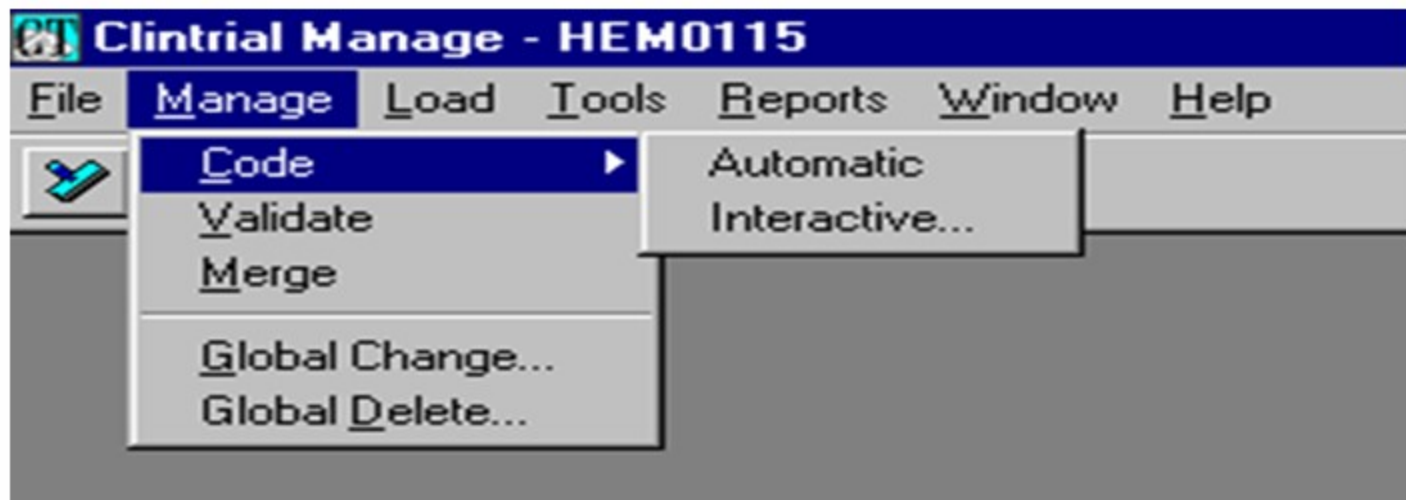 Clintrial Manage - HEM0115
File Manage Load Tools Reports Window Help
Code Automatic
Validate Interactive...
Merge
Global Change...
Global Delete...